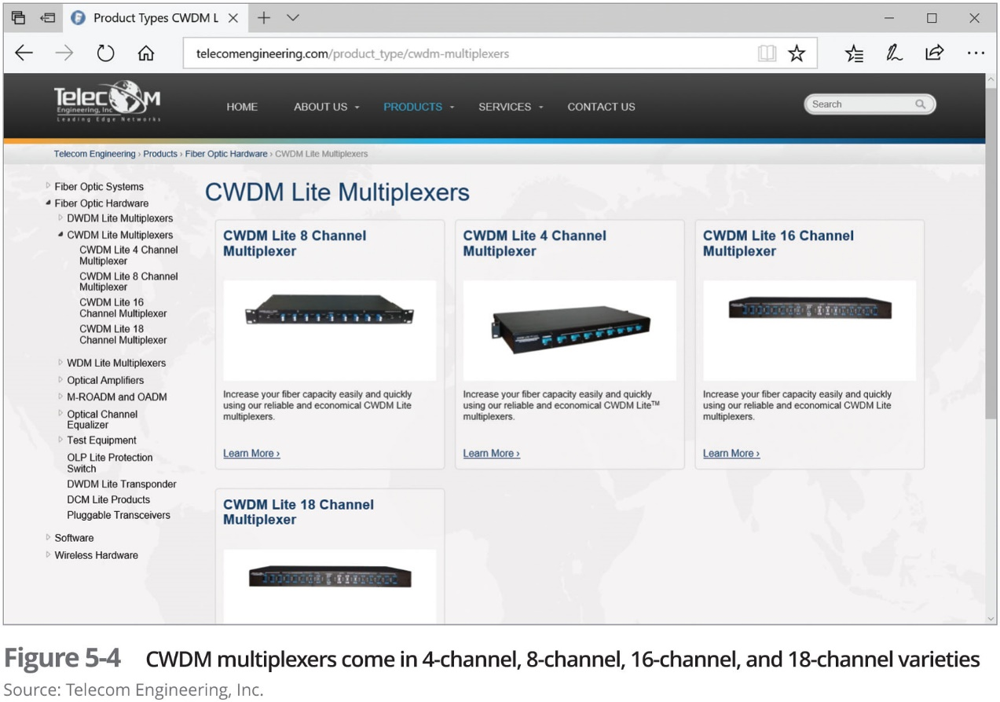 Product Types CWDM L
telecomengineering.com/product_type/cwdm-multiplexers
TelecOM
Engineering, Inc
Leading Edge Networks
HOME
ABOUT US
PRODUCTS
SERVICES
CONTACT US
Search
Telecom Engineering › Products › Fiber Optic Hardware › CWDM Lite Multiplexers
Fiber Optic Systems
Fiber Optic Hardware
DWDM Lite Multiplexers
CWDM Lite Multiplexers
CWDM Lite 4 Channel
Multiplexer
CWDM Lite 8 Channel
Multiplexer
CWDM Lite 16
Channel Multiplexer
CWDM Lite 18
Channel Multiplexer
WDM Lite Multiplexers
Optical Amplifiers
M-ROADM and OADM
Optical Channel
Equalizer
Test Equipment
OLP Lite Protection
Switch
DWDM Lite Transponder
DCM Lite Products
Pluggable Transceivers
Software
Wireless Hardware
CWDM Lite Multiplexers
CWDM Lite 8 Channel
Multiplexer
Increase your fiber capacity easily and quickly
using our reliable and economical CWDM Lite
multiplexers.
Learn More ›
CWDM Lite 4 Channel
Multiplexer
Increase your fiber capacity easily and quickly
using our reliable and economical CWDM Lite™
multiplexers.
Learn More ›
CWDM Lite 16 Channel
Multiplexer
Increase your fiber capacity easily and quickly
using our reliable and economical CWDM Lite
multiplexers.
Learn More ›
CWDM Lite 18 Channel
Multiplexer
Figure 5-4 CWDM multiplexers come in 4-channel, 8-channel, 16-channel, and 18-channel varieties
Source: Telecom Engineering, Inc.